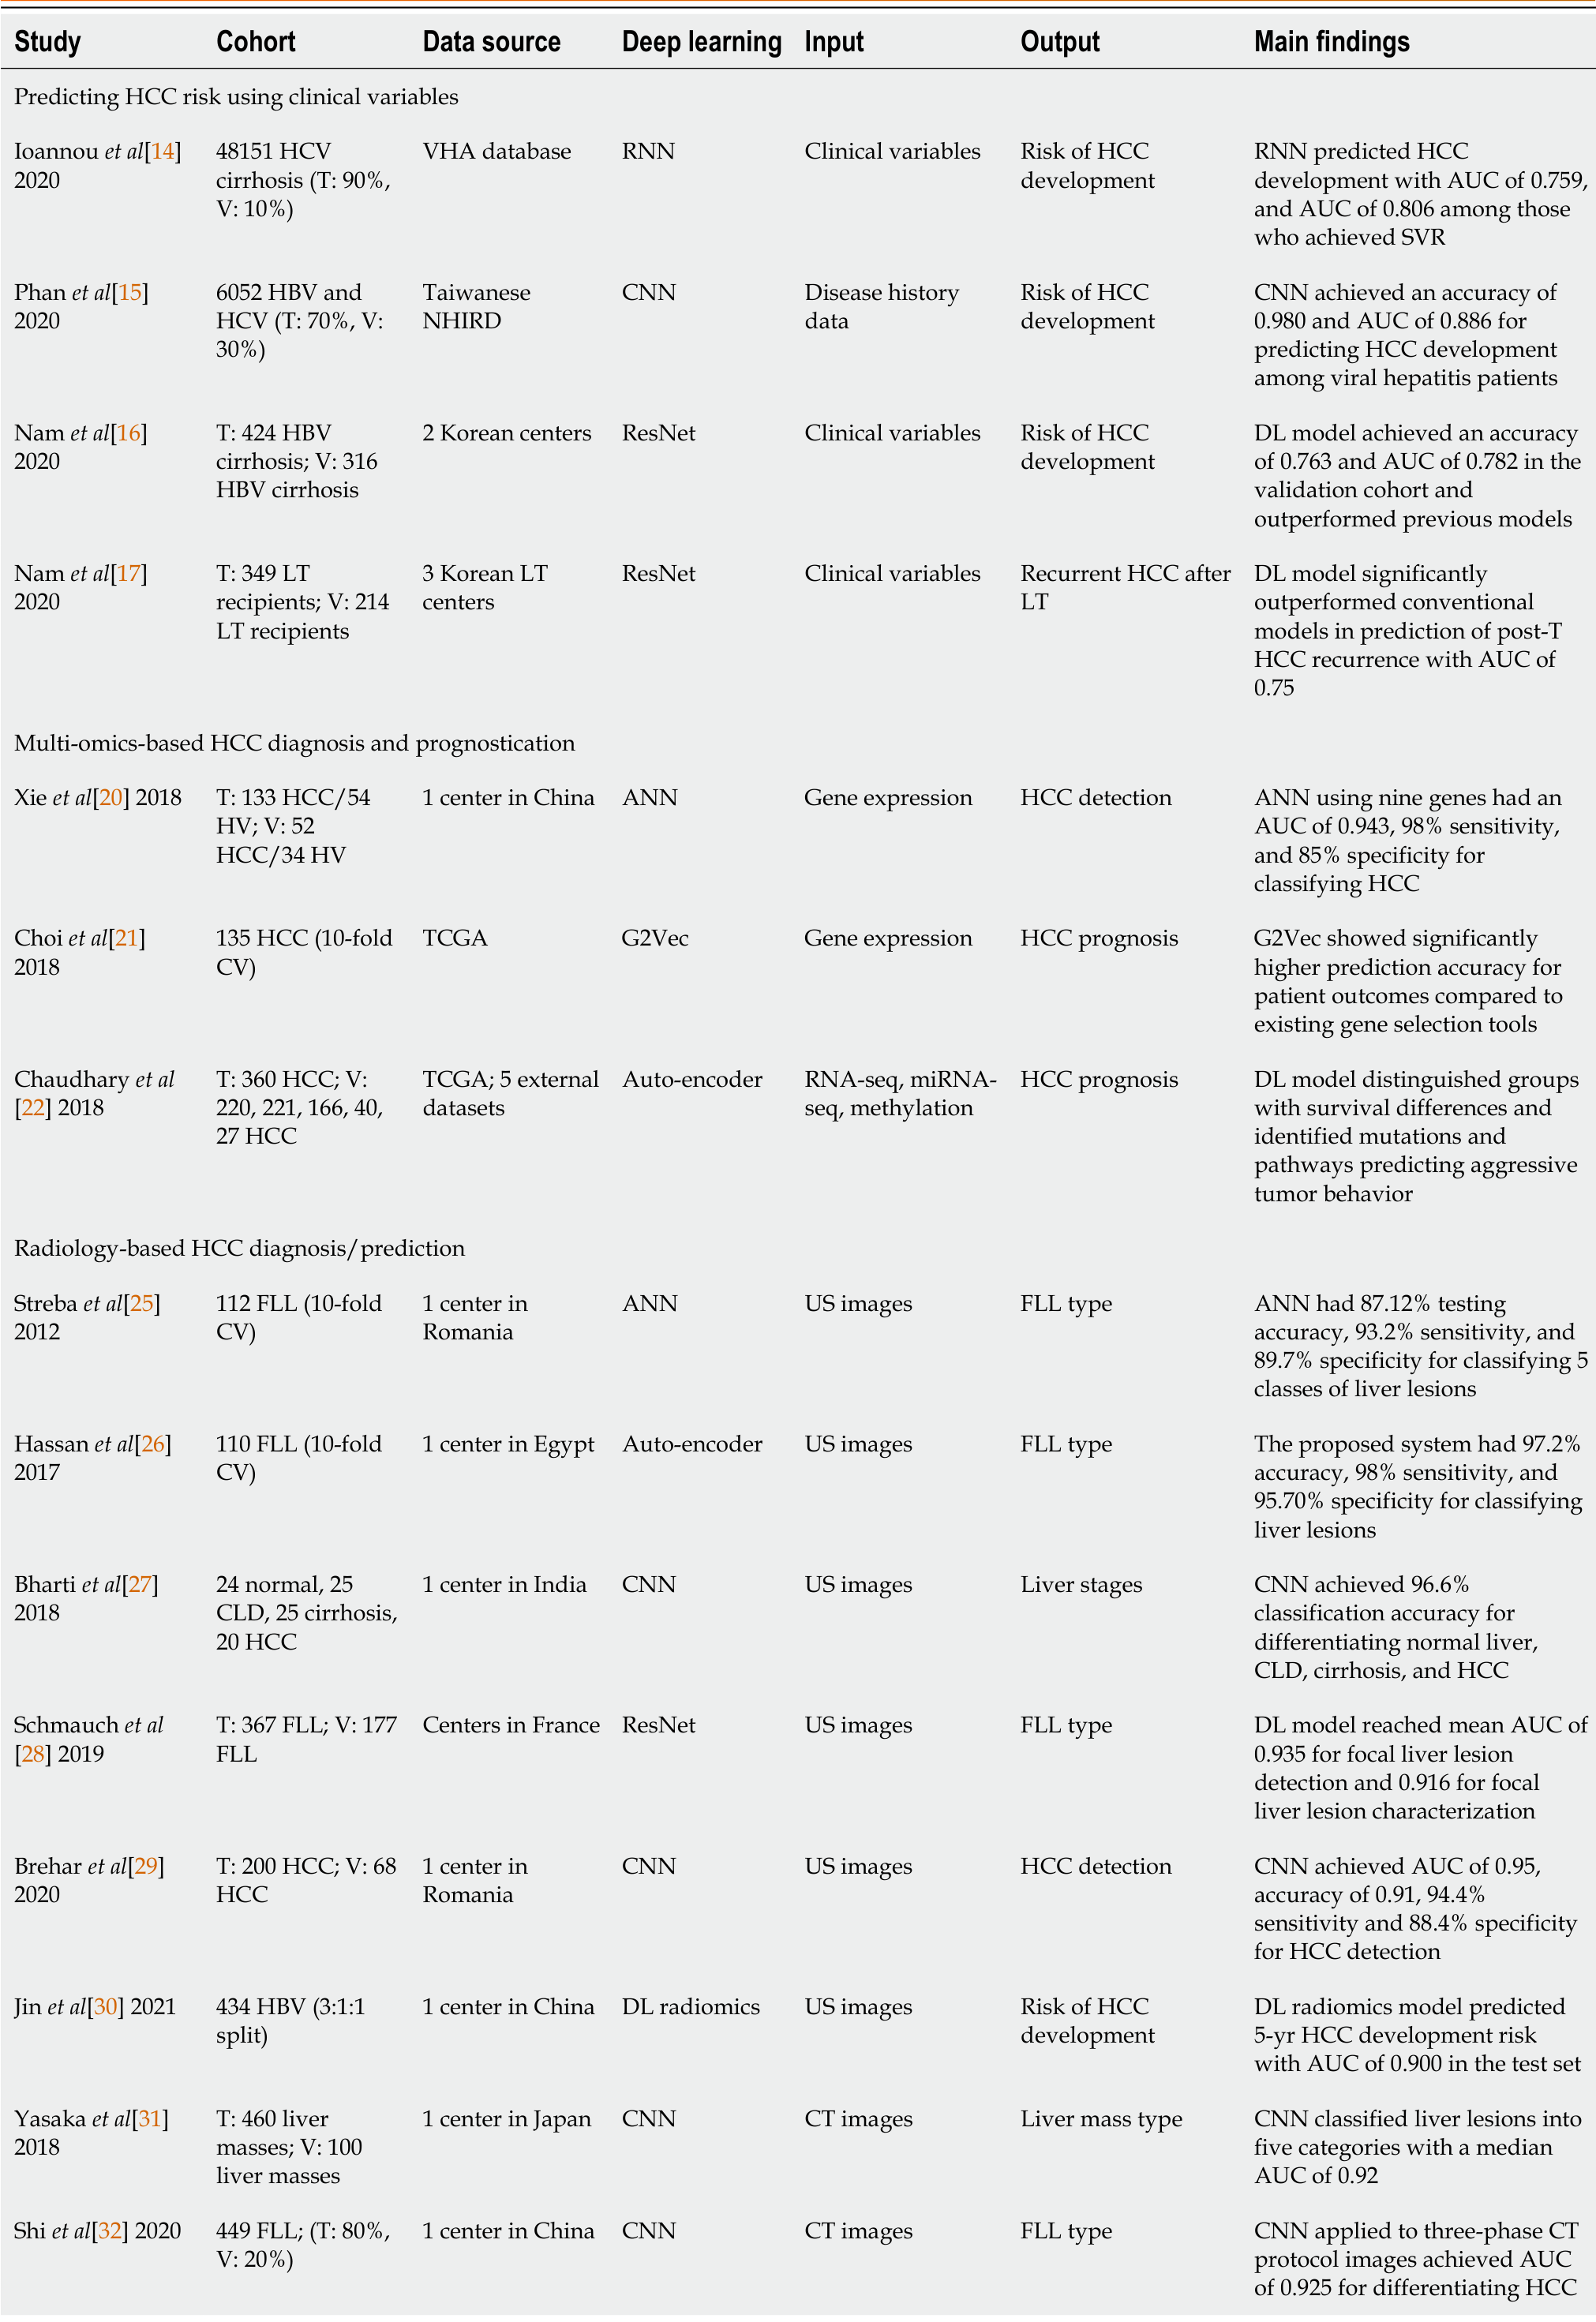 Study Cohort Data source Deep learning Input Output Main findings
Predicting HCC risk using clinical variables
Ioannou et al[14] 48151 HCV VHA database RNN Clinical variables Risk of HCC RNN predicted HCC
2020 cirrhosis (T: 90%, development development with AUC of 0.759,
V: 10%) and AUC of 0.806 among those
who achieved SVR
Phan et al[15] 6052 HBV and Taiwanese CNN Disease history Risk of HCC CNN achieved an accuracy of
2020 HCV (T: 70%, V: NHIRD data development 0.980 and AUC of 0.886 for
30%) predicting HCC development
among viral hepatitis patients
Nam et al[16] T: 424 HBV 2 Korean centers ResNet Clinical variables Risk of HCC DL model achieved an accuracy
2020 cirrhosis; V: 316 development of 0.763 and AUC of 0.782 in the
HBV cirrhosis validation cohort and
outperformed previous models
Nam et al[17] T: 349 LT 3 Korean LT ResNet Clinical variables Recurrent HCC after DL model significantly
2020 recipients; V: 214 centers LT outperformed conventional
LT recipients models in prediction of post-T
HCC recurrence with AUC of
0.75
Multi-omics-based HCC diagnosis and prognostication
Xie et al[20] 2018 T: 133 HCC/54 1 center in China ANN Gene expression HCC detection ANN using nine genes had an
HV; V: 52 AUC of 0.943, 98% sensitivity,
HCC/34 HV and 85% specificity for
classifying HCC
Choi et al[21] 135 HCC (10-fold TCGA G2Vec Gene expression HCC prognosis G2Vec showed significantly
2018 CV) higher prediction accuracy for
patient outcomes compared to
existing gene selection tools
Chaudhary et al T: 360 HCC; V: TCGA; 5 external Auto-encoder RNA-seq, miRNA- HCC prognosis DL model distinguished groups
[22] 2018 220, 221, 166, 40, datasets seq, methylation with survival differences and
27 HCC identified mutations and
pathways predicting aggressive
tumor behavior
Radiology-based HCC diagnosis/prediction
Streba et al[25] 112 FLL (10-fold 1 center in ANN US images FLL type ANN had 87.12% testing
2012 CV) Romania accuracy, 93.2% sensitivity, and
89.7% specificity for classifying 5
classes of liver lesions
Hassan et al[26] 110 FLL (10-fold 1 center in Egypt Auto-encoder US images FLL type The proposed system had 97.2%
2017 CV) accuracy, 98% sensitivity, and
95.70% specificity for classifying
liver lesions
Bharti et al[27] 24 normal, 25 1 center in India CNN US images Liver stages CNN achieved 96.6%
2018 CLD, 25 cirrhosis, classification accuracy for
20 HCC differentiating normal liver,
CLD, cirrhosis, and HCC
Schmauch et al T: 367 FLL; V: 177 Centers in France ResNet US images FLL type DL model reached mean AUC of
[28] 2019 FLL 0.935 for focal liver lesion
detection and 0.916 for focal
liver lesion characterization
Brehar et al[29] T: 200 HCC; V: 68 1 center in CNN US images HCC detection CNN achieved AUC of 0.95,
2020 HCC Romania accuracy of 0.91, 94.4%
sensitivity and 88.4% specificity
for HCC detection
Jin et al[30] 2021 434 HBV (3:1:1 1 center in China DL radiomics US images Risk of HCC DL radiomics model predicted
split) development 5-yr HCC development risk
with AUC of 0.900 in the test set
Yasaka et al[31] T: 460 liver 1 center in Japan CNN CT images Liver mass type CNN classified liver lesions into
2018 masses; V: 100 five categories with a median
liver masses AUC of 0.92
Shi et al[32] 2020 449 FLL; (T: 80%, 1 center in China CNN CT images FLL type CNN applied to three-phase CT
V: 20%) protocol images achieved AUC
of 0.925 for differentiating HCC